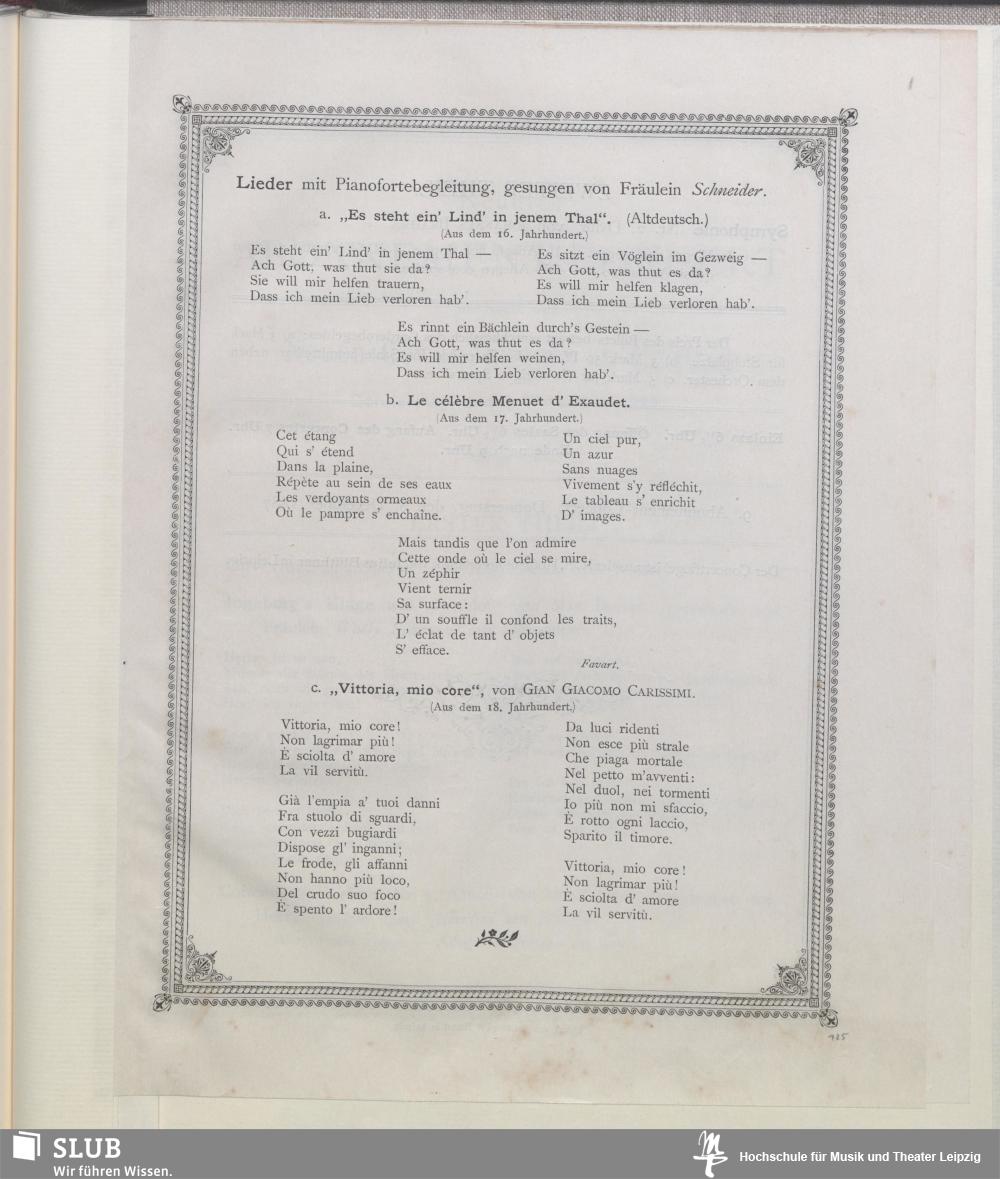 Lieder mit Pianofortebegleitung, gesungen von Fräulein Schneider.
a. „Es steht ein' Lind' in jenem Thal“. (Altdeutsch.)
(Aus dem 16. Jahrhundert.)
Es steht ein' Lind' in jenem Thal —
Ach Gott, was thut sie da?
Sie will mir helfen trauern,
Dass ich mein Lieb verloren hab'.
Es sitzt ein Vöglein im Gezweig —
Ach Gott, was thut es da?
Es will mir helfen klagen,
Dass ich mein Lieb verloren hab'.
Es rinnt ein Bächlein durch's Gestein —
Ach Gott, was thut es da?
Es will mir helfen weinen,
Dass ich mein Lieb verloren hab'.
b. Le célèbre Menuet d' Exaudet.
(Aus dem 17. Jahrhundert.)
Cet étang
Qui s' étend
Dans la plaine,
Répète au sein de ses eaux
Les verdoyants ormeaux
Où le pampre s' enchaîne.
Un ciel pur,
Un azur
Sans nuages
Vivement s'y réfléchit,
Le tableau s' enrichit
D' images.
Mais tandis que l'on admire
Cette onde où le ciel se mire,
Un zéphir
Vient ternir
Sa surface:
D' un souffle il confond les traits,
L' éclat de tant d' objets
S' efface.
Favart.
c. „Vittoria, mio core“, von GIAN GIACOMO CARISSIMI.
(Aus dem 18. Jahrhundert.)
Vittoria, mio core!
Non lagrimar più!
È sciolta d' amore
La vil servitù.
Già l'empia a' tuoi danni
Fra stuolo di sguardi,
Con vezzi bugiardi
Dispose gl' inganni;
Le frode, gli affanni
Non hanno più loco,
Del crudo suo foco
È spento l' ardore!
Da luci ridenti
Non esce più strale
Che piaga mortale
Nel petto m'avventi:
Nel duol, nei tormenti
Io più non mi sfaccio,
È rotto ogni laccio,
Sparito il timore.
Vittoria, mio core!
Non lagrimar più!
È sciolta d' amore
La vil servitù.
SLUB
Wir führen Wissen.
Hochschule für Musik und Theater Leipzig